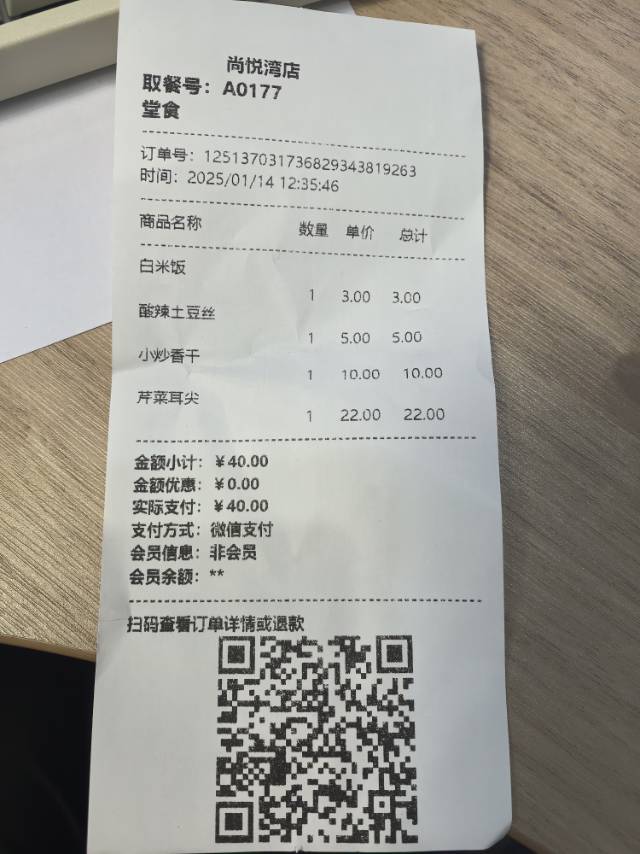 尚悦湾店
取餐号：A0177
堂食
订单号：125137031736829343819263
时间：2025/01/14 12:35:46
商品名称 数量 单价 总计
白米饭
1 3.00 3.00
酸辣土豆丝
1 5.00 5.00
小炒香干
1 10.00 10.00
芹菜耳尖
1 22.00 22.00
金额小计：￥40.00
金额优惠：￥0.00
实际支付：￥40.00
支付方式：微信支付
会员信息：非会员
会员余额：**
扫码查看订单详情或退款